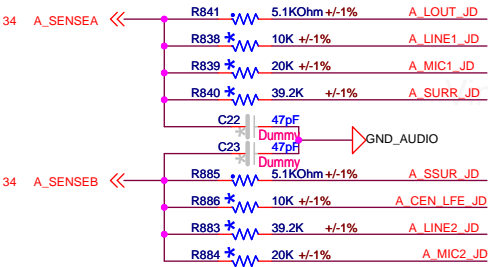 R841 5.1KOhm +/-1% A_LOUT_JD
34 A_SENSEA
R838 * 10K +/-1% A_LINE1_JD
R839 * 20K +/-1% A_MIC1_JD
R840 * 39.2K +/-1% A_SURR_JD
C22 47pF
* Dummy
GND_AUDIO
C23 47pF
* Dummy
R885 5.1KOhm +/-1% A_SSUR_JD
34 A_SENSEB
R886 * 10K +/-1% A_CEN_LFE_JD
R883 * 39.2K +/-1% A_LINE2_JD
R884 * 20K +/-1% A_MIC2_JD